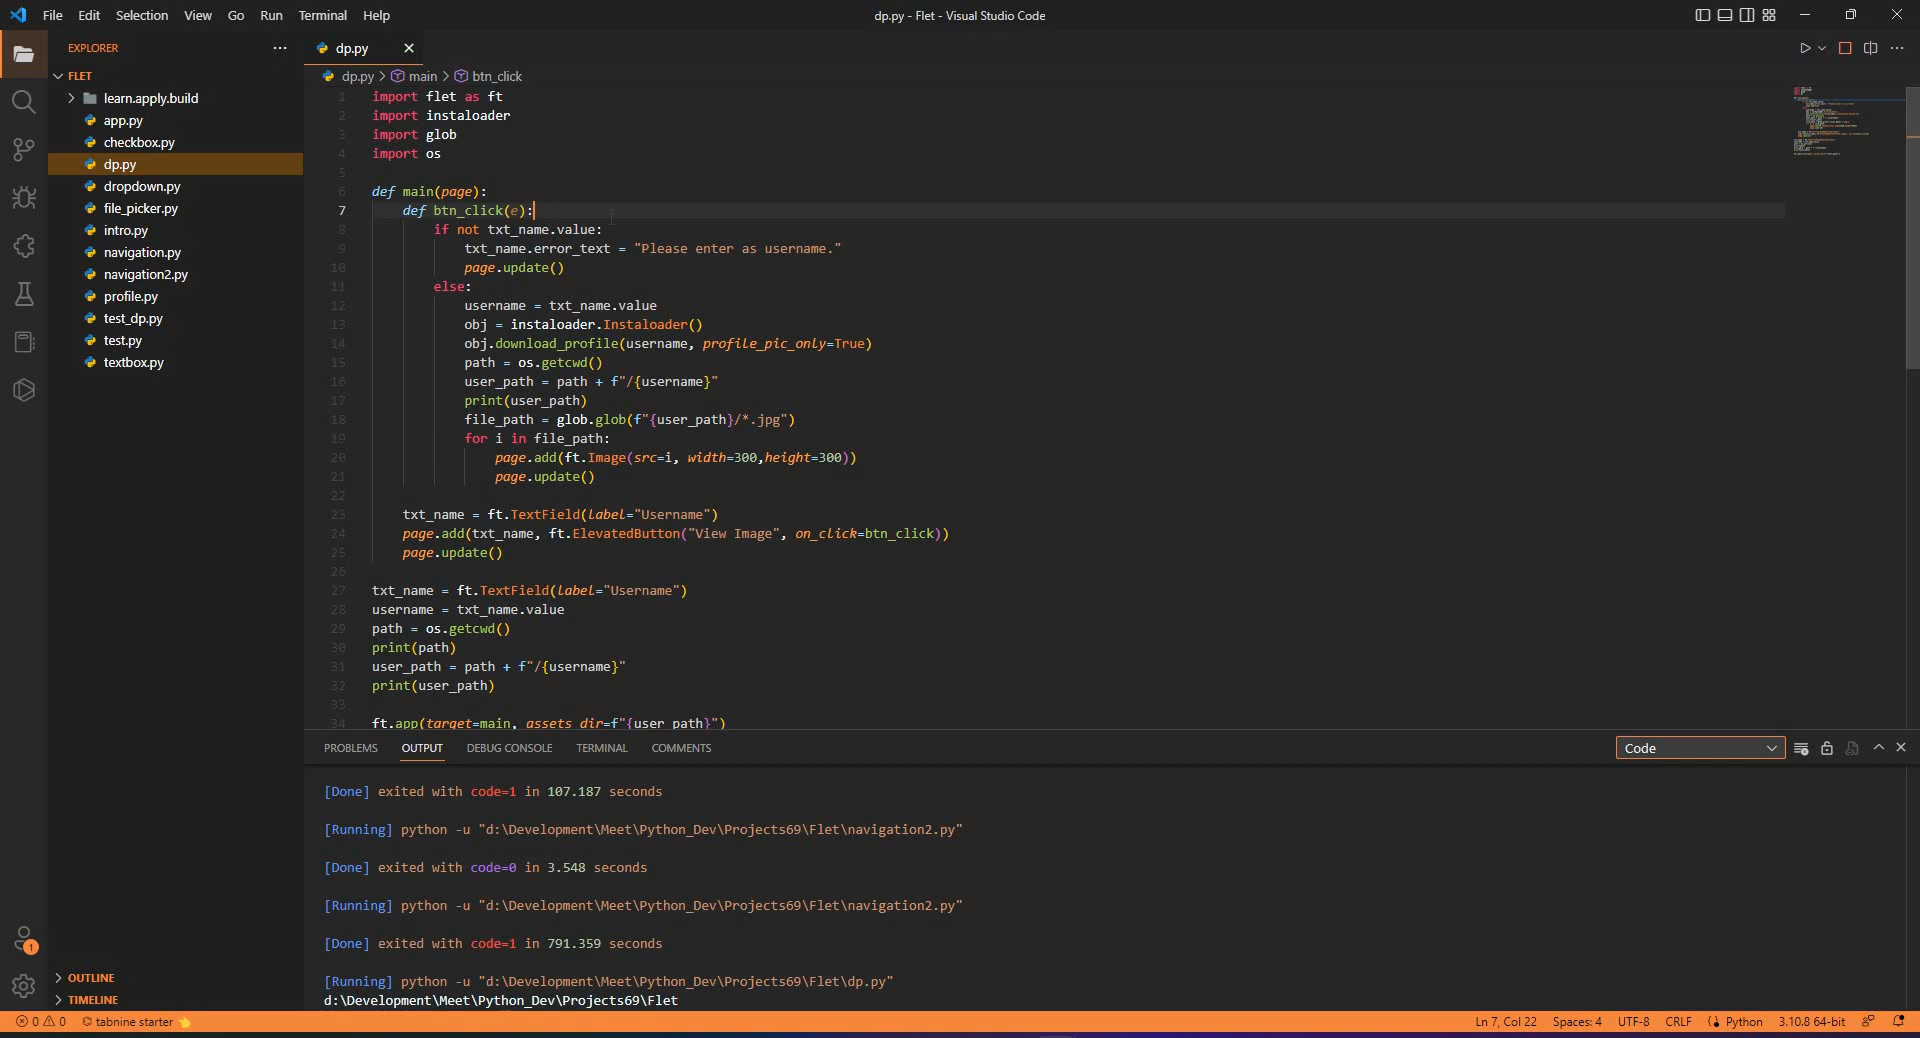 File Edit Selection View Go Run Terminal Help
dp.py - Flet - Visual Studio Code
EXPLORER
FLET
learn.apply.build
app.py
checkbox.py
dp.py
dropdown.py
file_picker.py
intro.py
navigation.py
navigation2.py
profile.py
test_dp.py
test.py
textbox.py
OUTLINE
TIMELINE
dp.py
dp.py > main > btn_click
1 import flet as ft
2 import instaloader
3 import glob
4 import os
5
6 def main(page):
7 def btn_click(e):
8 if not txt_name.value:
9 txt_name.error_text = "Please enter as username."
10 page.update()
11 else:
12 username = txt_name.value
13 obj = instaloader.Instaloader()
14 obj.download_profile(username, profile_pic_only=True)
15 path = os.getcwd()
16 user_path = path + f"/{username}"
17 print(user_path)
18 file_path = glob.glob(f"{user_path}/*.jpg")
19 for i in file_path:
20 page.add(ft.Image(src=i, width=300,height=300))
21 page.update()
22
23 txt_name = ft.TextField(label="Username")
24 page.add(txt_name, ft.ElevatedButton("View Image", on_click=btn_click))
25 page.update()
26
27 txt_name = ft.TextField(label="Username")
28 username = txt_name.value
29 path = os.getcwd()
30 print(path)
31 user_path = path + f"/{username}"
32 print(user_path)
33
34 ft.app(target=main, assets_dir=f"{user_path}")
PROBLEMS OUTPUT DEBUG CONSOLE TERMINAL COMMENTS
Code
[Done] exited with code=1 in 107.187 seconds
[Running] python -u "d:\Development\Meet\Python_Dev\Projects69\Flet\navigation2.py"
[Done] exited with code=0 in 3.548 seconds
[Running] python -u "d:\Development\Meet\Python_Dev\Projects69\Flet\navigation2.py"
[Done] exited with code=1 in 791.359 seconds
[Running] python -u "d:\Development\Meet\Python_Dev\Projects69\Flet\dp.py"
d:\Development\Meet\Python_Dev\Projects69\Flet
1
0 0 tabnine starter
Ln 7, Col 22 Spaces: 4 UTF-8 CRLF Python 3.10.8 64-bit